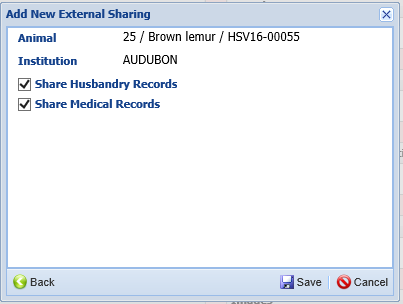 Add New External Sharing
Animal 25 / Brown lemur / HSV16-00055
Institution AUDUBON
Share Husbandry Records
Share Medical Records
Back Save Cancel